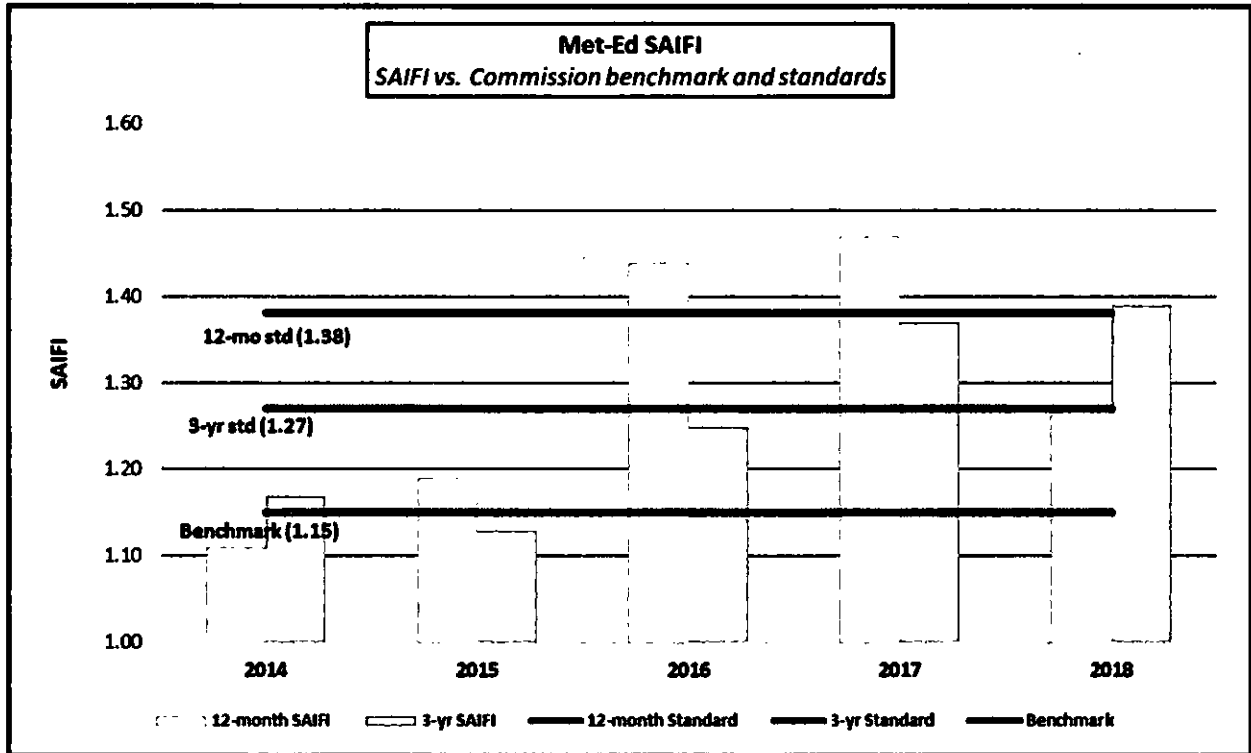 Met-Ed SAIFI
SAIFI vs. Commission benchmark and standards
1.60
1.50
1.40
12-mo std (1.38)
SAIFI
1.30
3-yr std (1.27)
1.20
Benchmark (1.15)
1.10
1.00
2014 2015 2016 2017 2018
12-month SAIFI 3-yr SAIFI 12-month Standard 3-yr Standard Benchmark